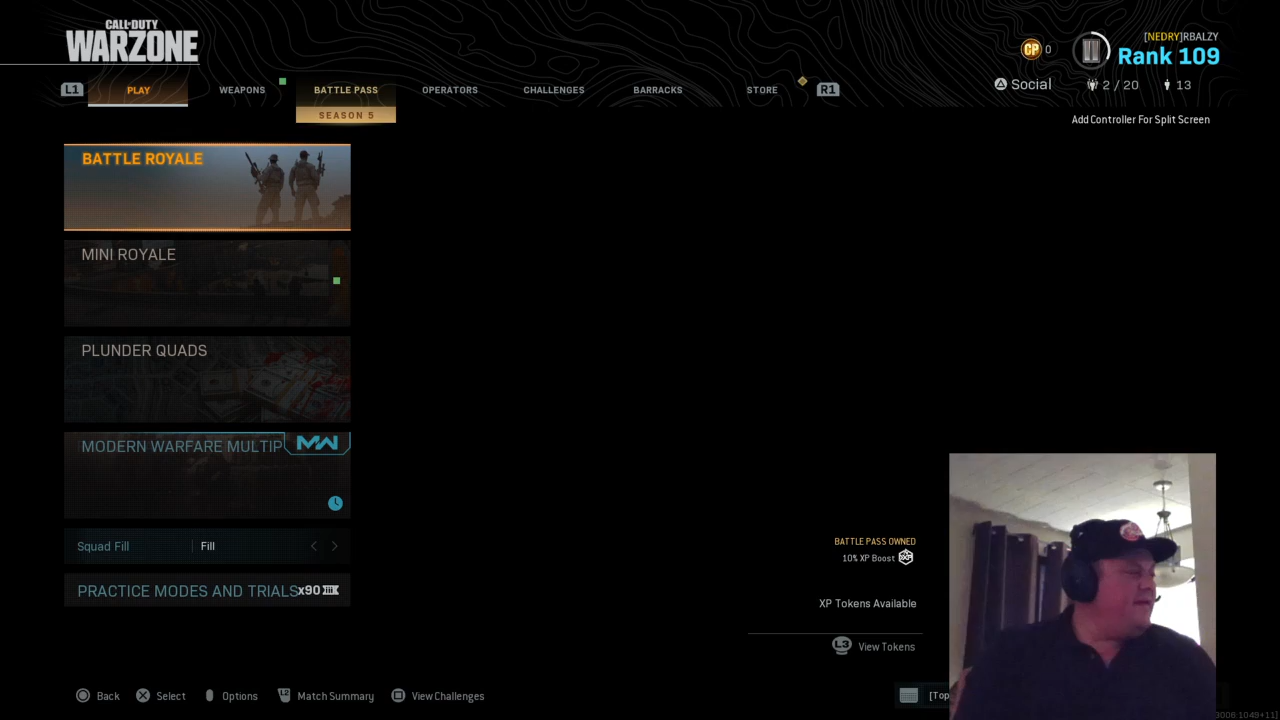 CALL OF DUTY
WARZONE
CP 0
[NEDRY]RBALZY
Rank 109
L1 PLAY WEAPONS BATTLE PASS OPERATORS CHALLENGES BARRACKS STORE R1
SEASON 5
Social 2 / 20 13
Add Controller For Split Screen
BATTLE ROYALE
MINI ROYALE
PLUNDER QUADS
MODERN WARFARE MULTIP MW
Squad Fill Fill
PRACTICE MODES AND TRIALS x90
BATTLE PASS OWNED
10% XP Boost
XP Tokens Available
L3 View Tokens
Back Select Options L2 Match Summary View Challenges
[Top